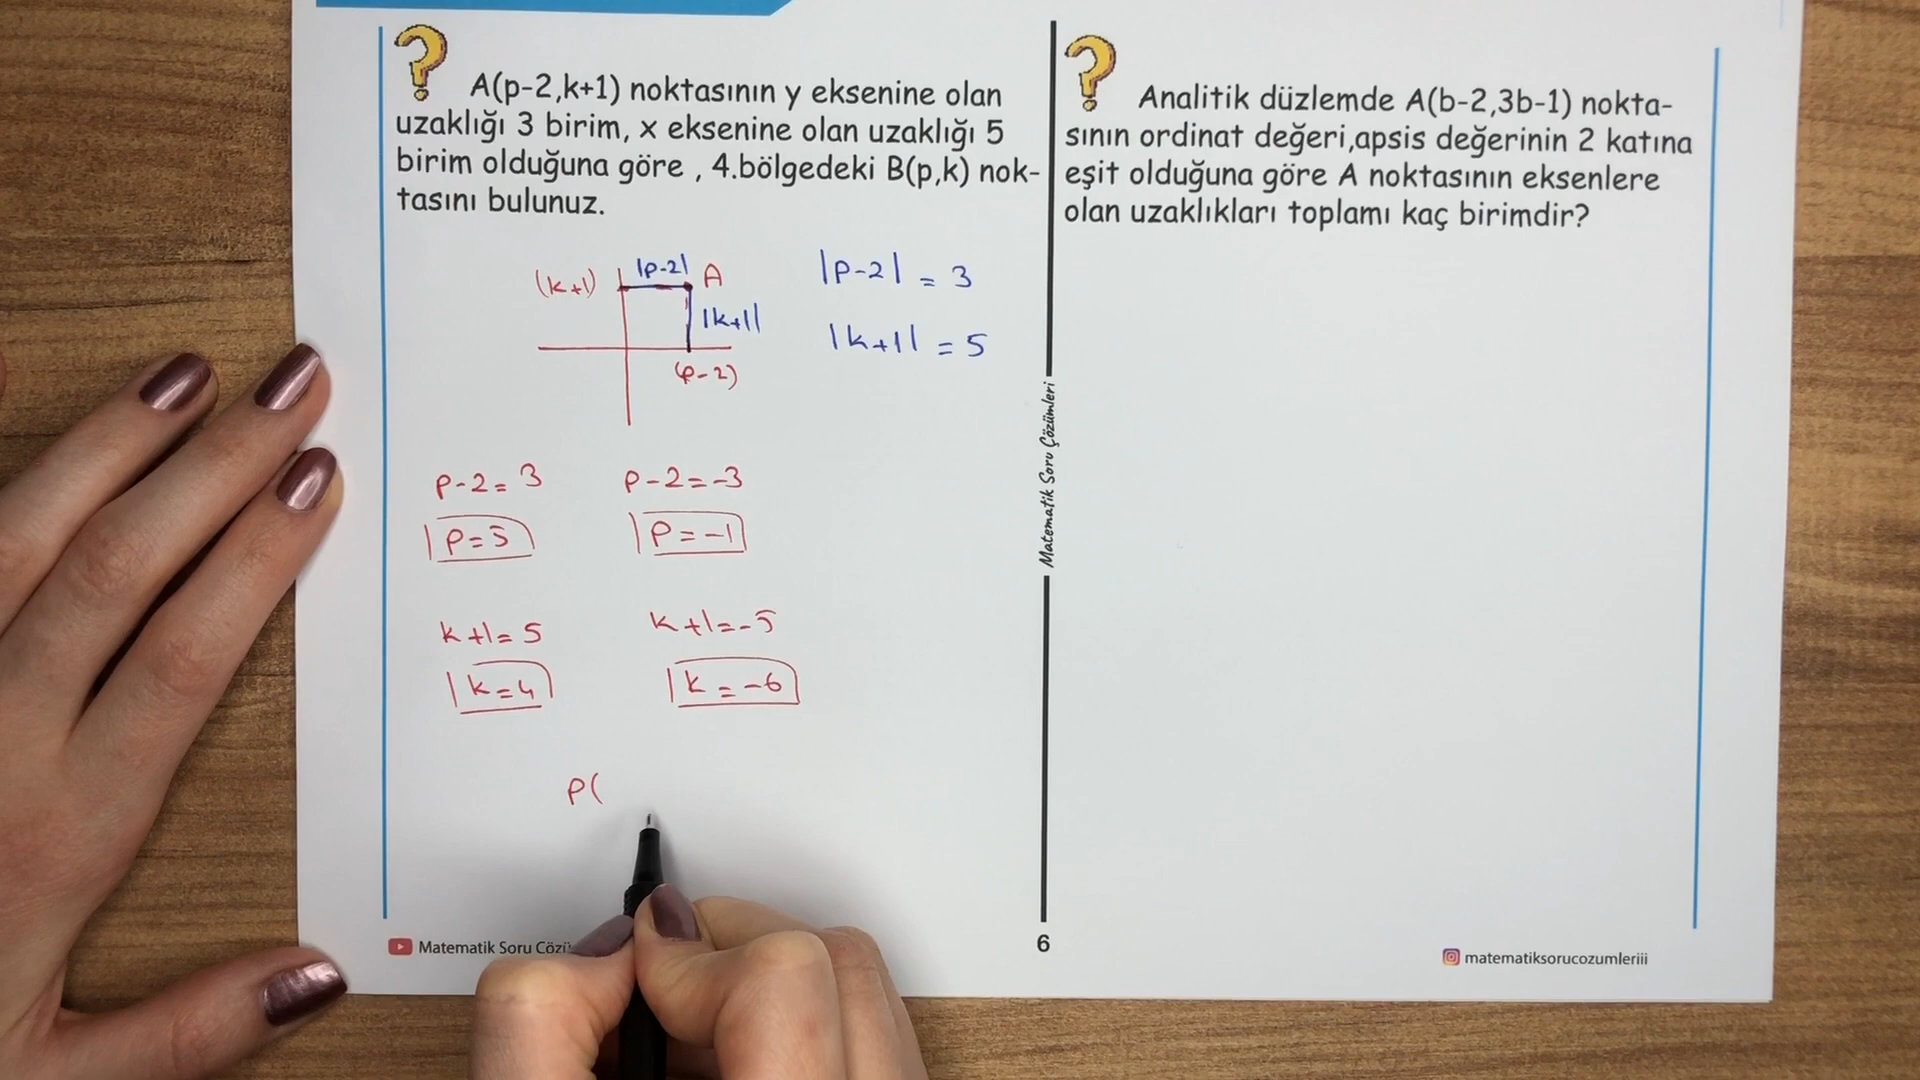 A(p-2,k+1) noktasının y eksenine olan
uzaklığı 3 birim, x eksenine olan uzaklığı 5
birim olduğuna göre , 4.bölgedeki B(p,k) nok-
tasını bulunuz.
(k+1) |p-2| A
|k+1|
(p-2)
|p-2| = 3
|k+1| = 5
p-2= 3 p-2=-3
p=5 p=-1
k+1= 5 k+1=-5
k=4 k=-6
P(
Matematik Soru
Matematik Soru Çözümleri
6
Analitik düzlemde A(b-2,3b-1) nokta-
sının ordinat değeri,apsis değerinin 2 katına
eşit olduğuna göre A noktasının eksenlere
olan uzaklıkları toplamı kaç birimdir?
matematiksorucozumleriii